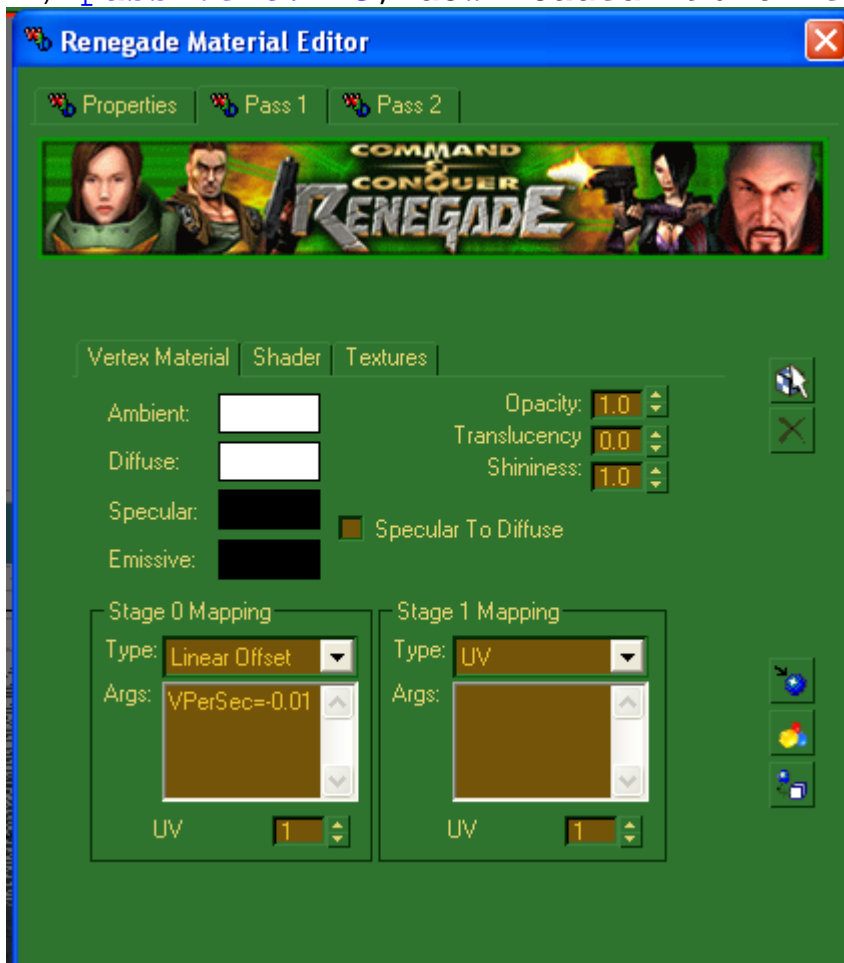 Renegade Material Editor
Properties Pass 1 Pass 2
COMMAND
&
CONQUER
RENEGADE
Vertex Material Shader Textures
Ambient: Opacity: 1.0
Translucency 0.0
Diffuse: Shininess: 1.0
Specular:
Specular To Diffuse
Emissive:
Stage 0 Mapping Stage 1 Mapping
Type: Linear Offset Type: UV
Args: VPerSec=-0.01 Args:
UV 1 UV 1